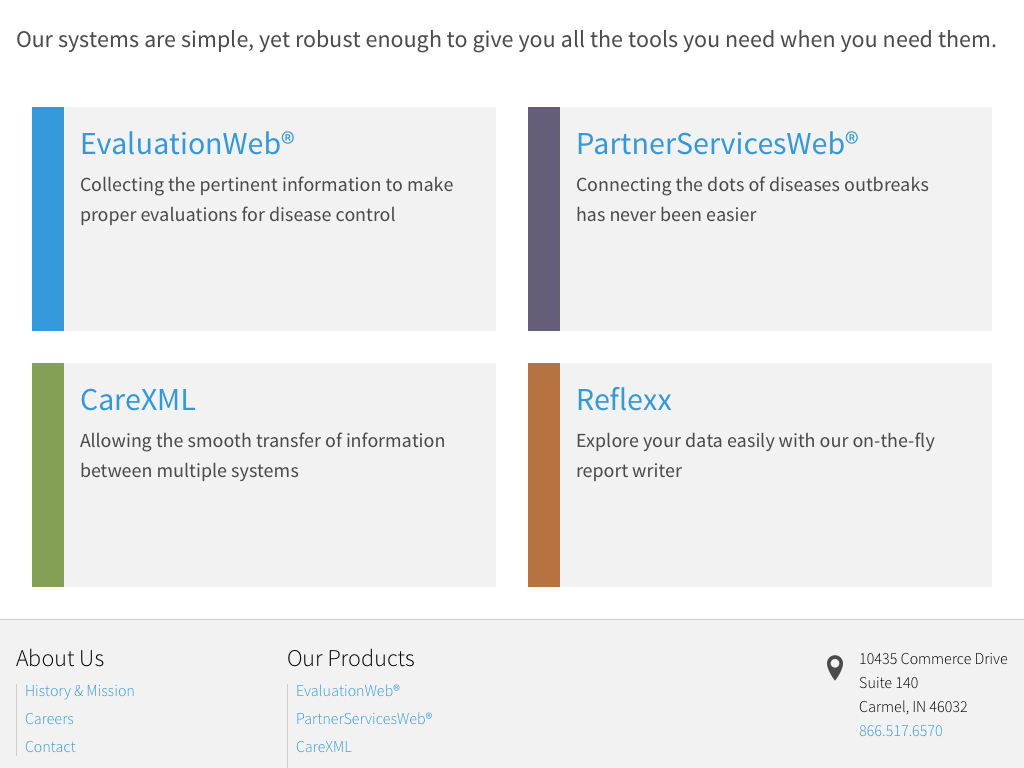 Our systems are simple, yet robust enough to give you all the tools you need when you need them.
EvaluationWeb®
Collecting the pertinent information to make
proper evaluations for disease control
PartnerServicesWeb®
Connecting the dots of diseases outbreaks
has never been easier
CareXML
Allowing the smooth transfer of information
between multiple systems
Reflexx
Explore your data easily with our on-the-fly
report writer
About Us
History & Mission
Careers
Contact
Our Products
EvaluationWeb®
PartnerServicesWeb®
CareXML
10435 Commerce Drive
Suite 140
Carmel, IN 46032
866.517.6570